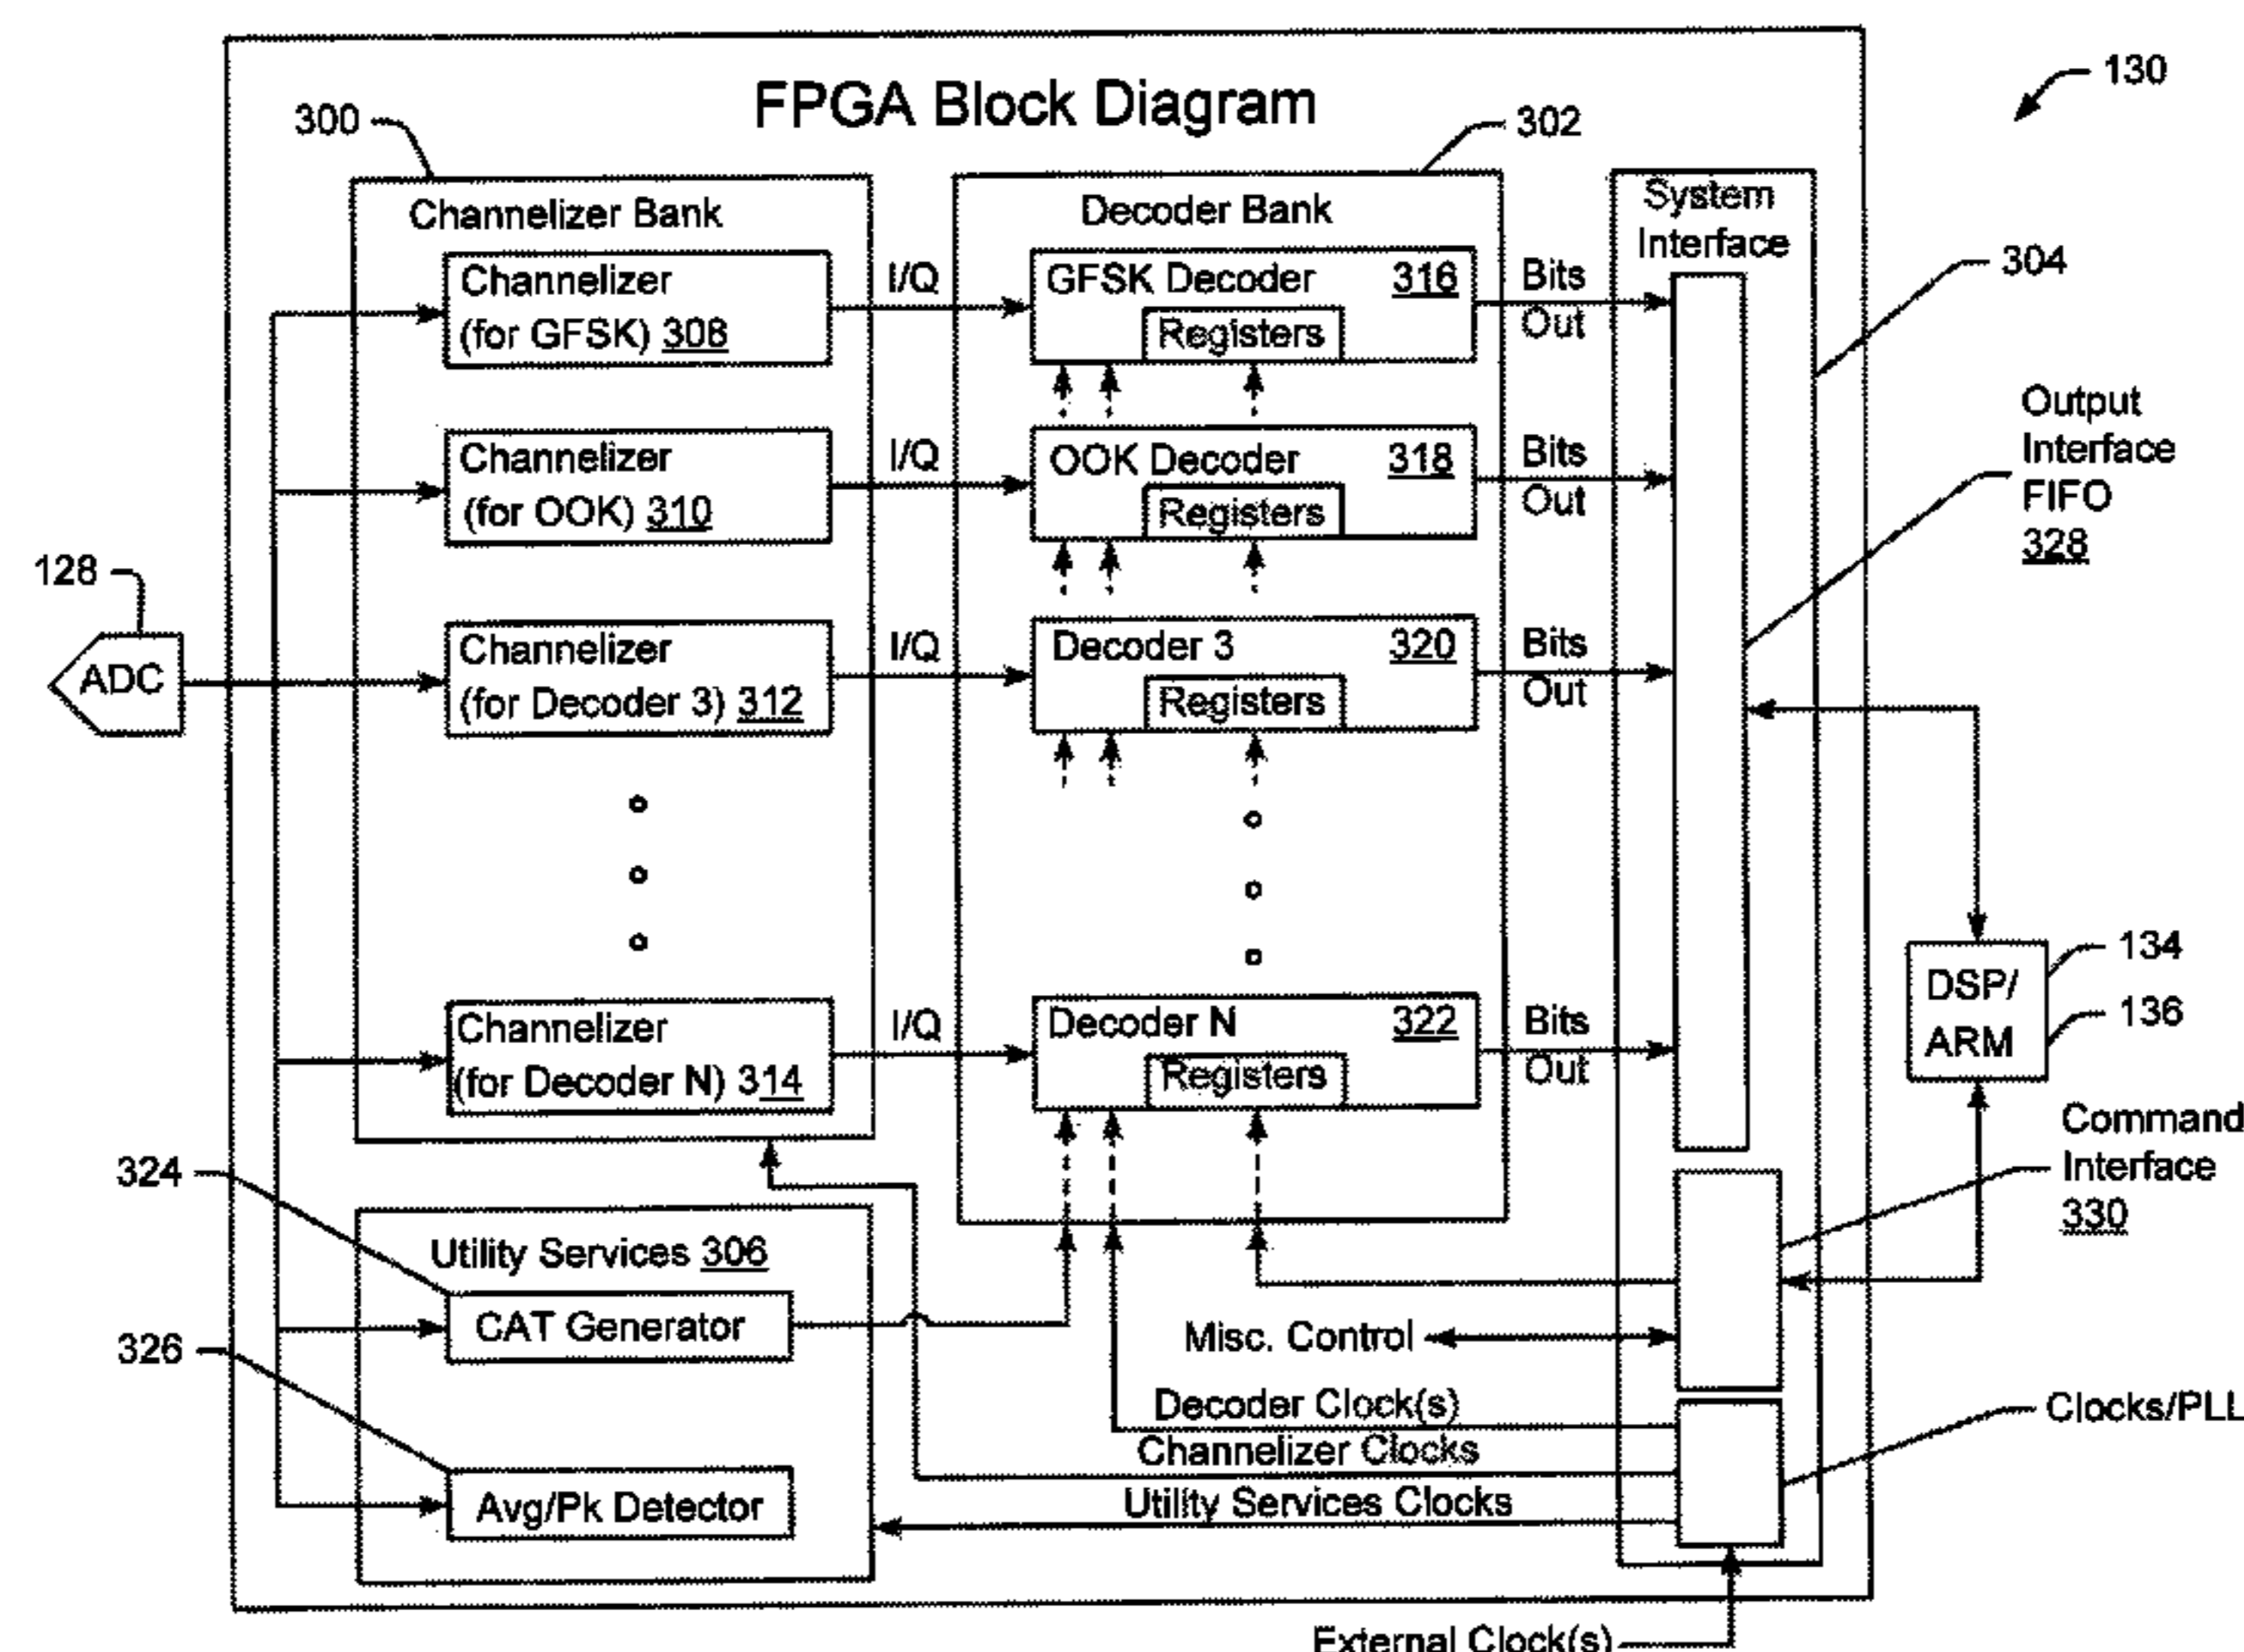 FPGA Block Diagram
130
300
302
Channelizer Bank
Decoder Bank
System
Interface
304
Channelizer
(for GFSK) 308
I/Q
GFSK Decoder 316
Registers
Bits
Out
Channelizer
(for OOK) 310
I/Q
OOK Decoder 318
Registers
Bits
Out
Output
Interface
FIFO
328
128
ADC
Channelizer
(for Decoder 3) 312
I/Q
Decoder 3 320
Registers
Bits
Out
Channelizer
(for Decoder N) 314
I/Q
Decoder N 322
Registers
Bits
Out
DSP/
ARM
134
136
Command
Interface
330
324
Utility Services 306
CAT Generator
326
Avg/Pk Detector
Misc. Control
Decoder Clock(s)
Channelizer Clocks
Utility Services Clocks
Clocks/PLL
External Clock(s)